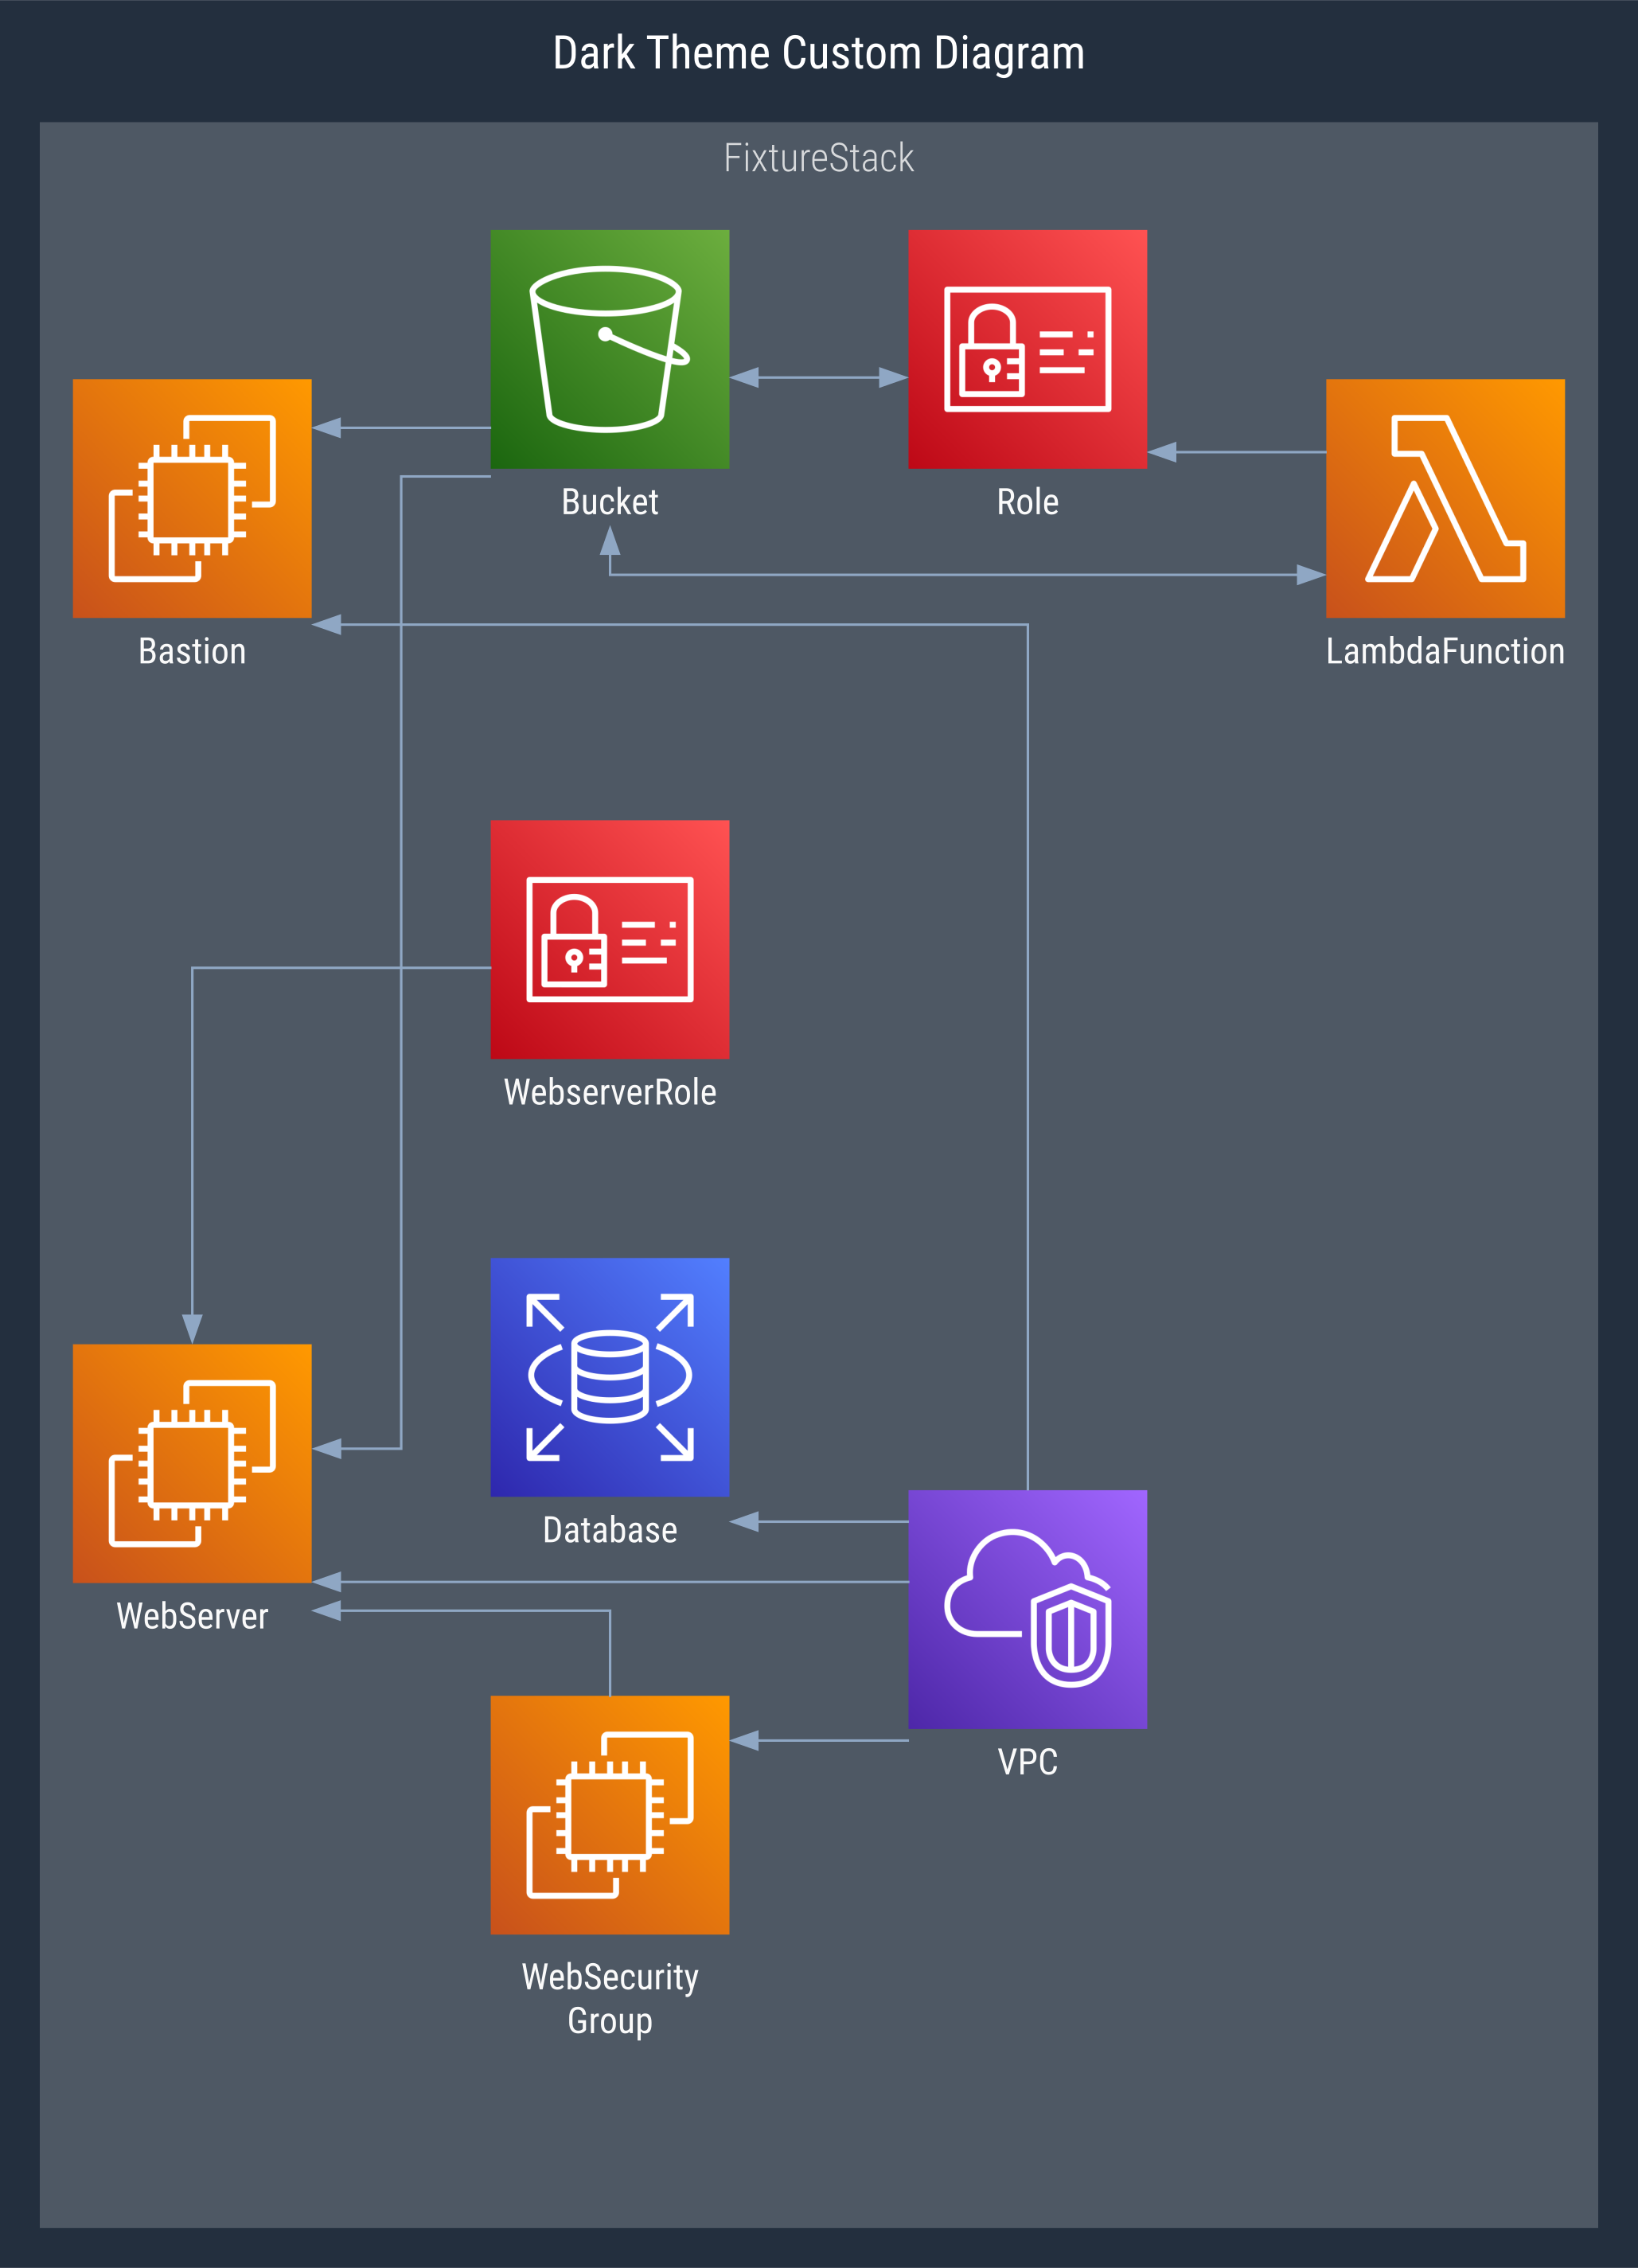 Dark Theme Custom Diagram
FixtureStack
Bucket
Role
Bastion
LambdaFunction
WebserverRole
Database
WebServer
VPC
WebSecurity
Group